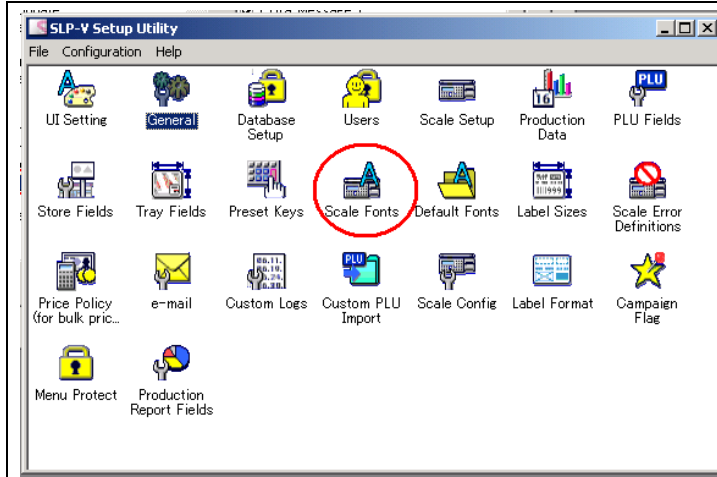 SLP-V Setup Utility
File Configuration Help
UI Setting
General
Database
Setup
Users
Scale Setup
16
Production
Data
PLU
PLU Fields
Store Fields
Tray Fields
Preset Keys
Scale Fonts
Default Fonts
Label Sizes
Scale Error
Definitions
Price Policy
(for bulk pric...
e-mail
Custom Logs
PLU
Custom PLU
Import
Scale Config
Label Format
Campaign
Flag
Menu Protect
Production
Report Fields